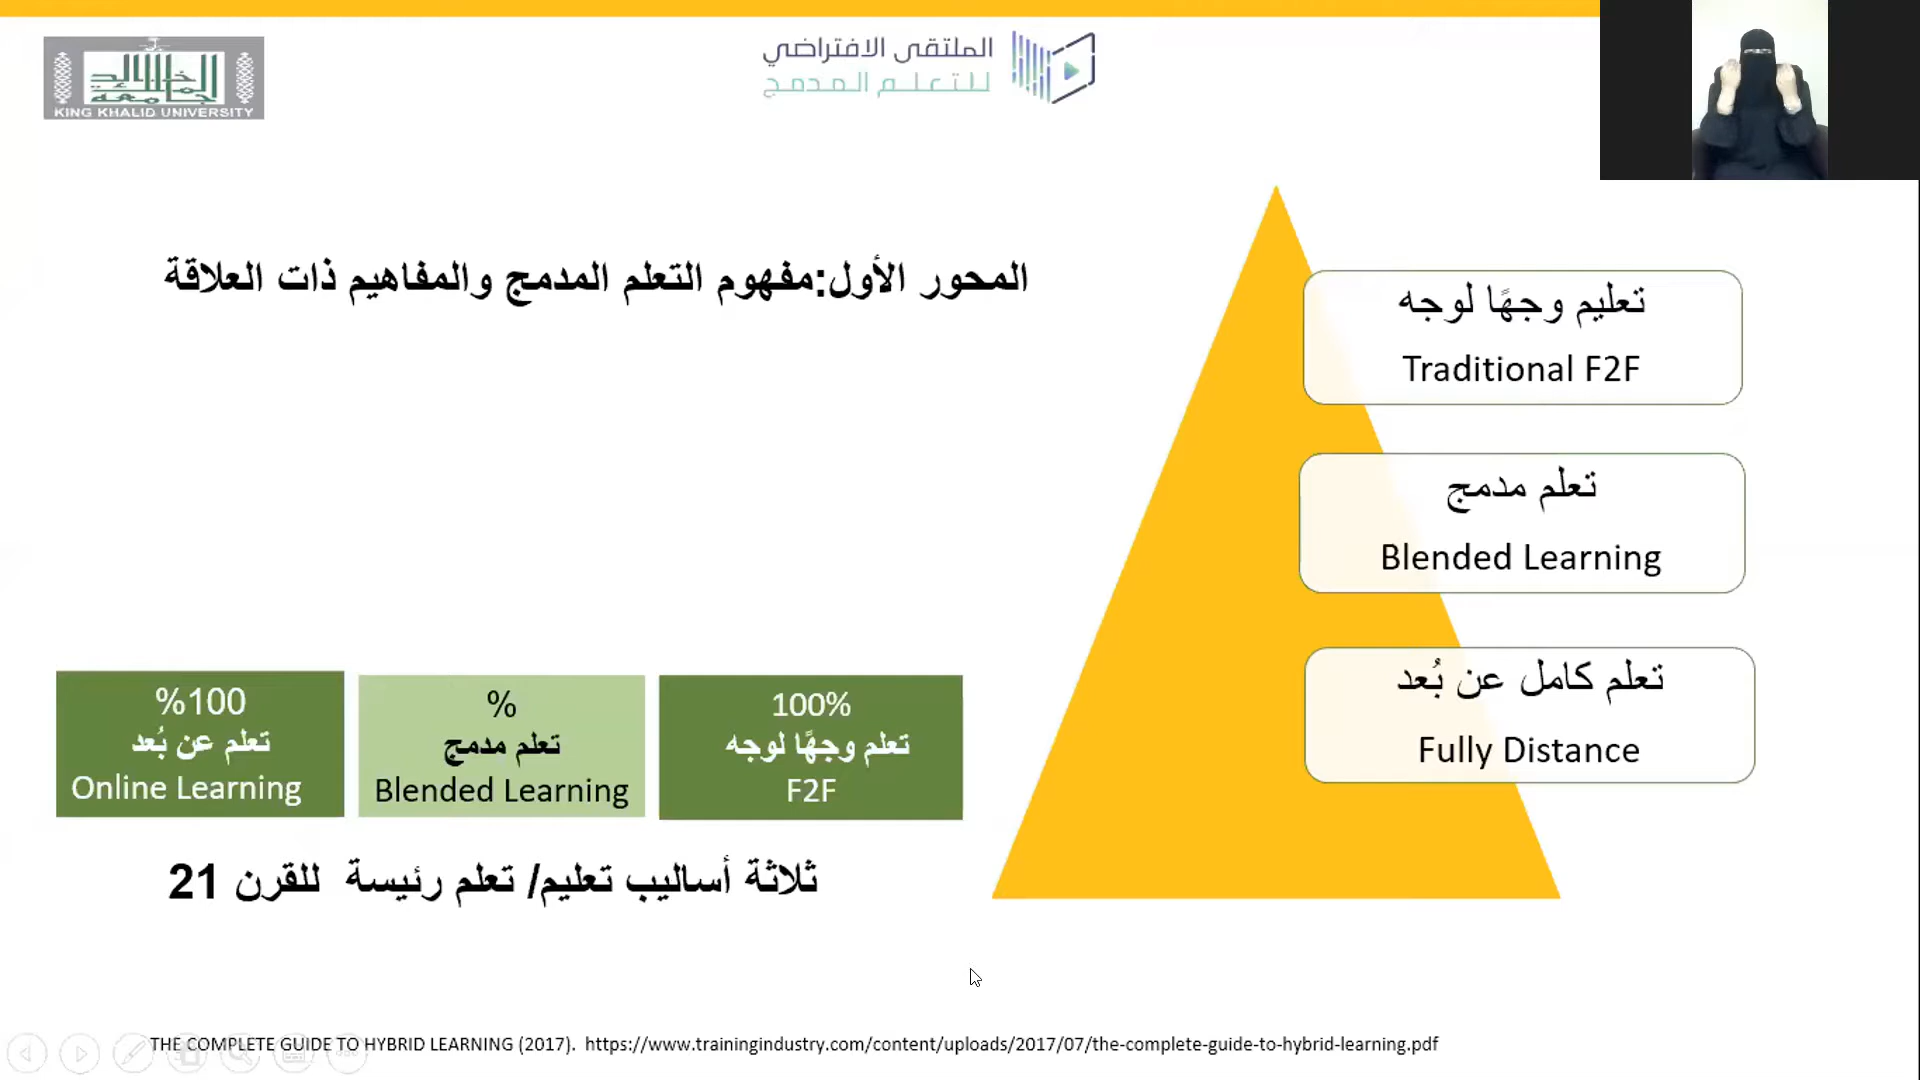 جامعة الملك خالد
KING KHALID UNIVERSITY
الملتقى الافتراضي
للتعلم المدمج
المحور الأول:مفهوم التعلم المدمج والمفاهيم ذات العلاقة
تعليم وجهًا لوجه
Traditional F2F
تعلم مدمج
Blended Learning
تعلم كامل عن بُعد
Fully Distance
100%
تعلم وجهًا لوجه
F2F
%
تعلم مدمج
Blended Learning
%100
تعلم عن بُعد
Online Learning
ثلاثة أساليب تعليم/ تعلم رئيسة للقرن 21
THE COMPLETE GUIDE TO HYBRID LEARNING (2017). https://www.trainingindustry.com/content/uploads/2017/07/the-complete-guide-to-hybrid-learning.pdf